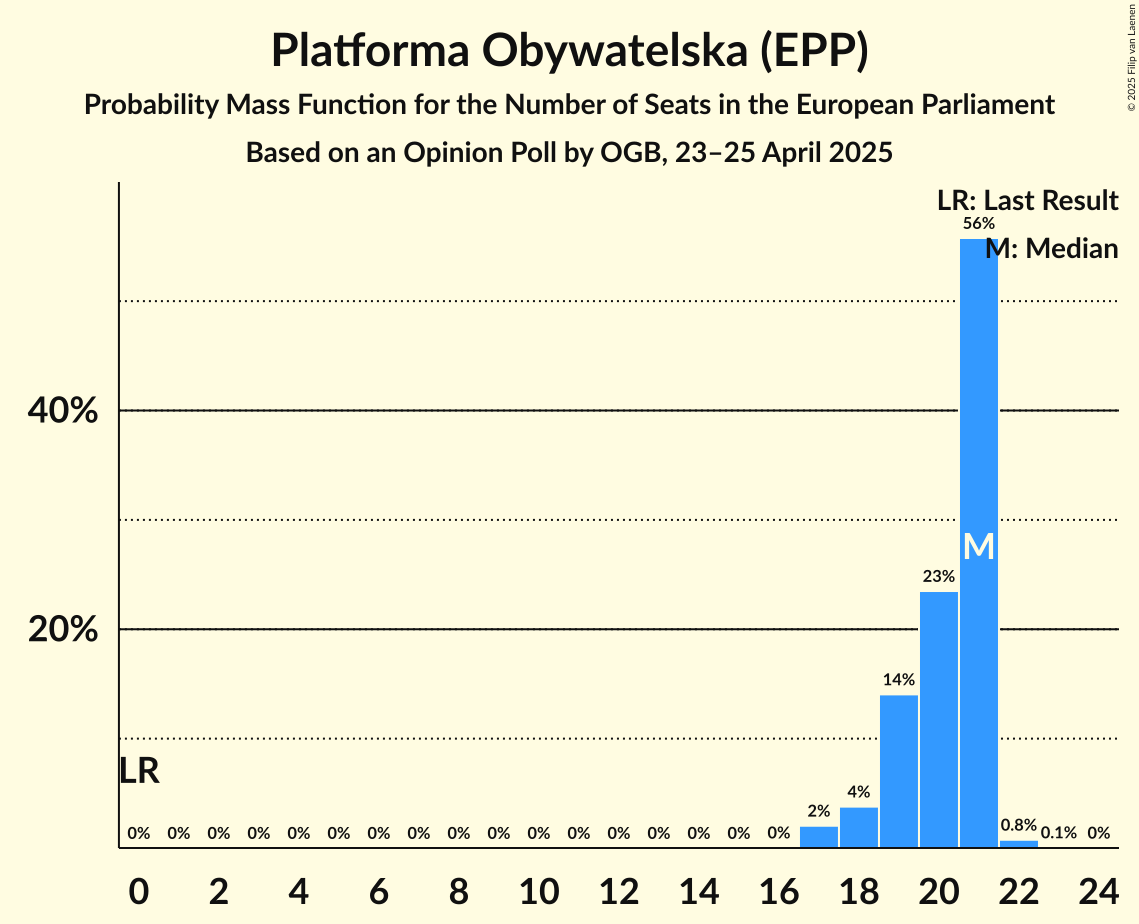 Platforma Obywatelska (EPP)
Probability Mass Function for the Number of Seats in the European Parliament
Based on an Opinion Poll by OGB, 23–25 April 2025
© 2025 Filip van Laenen
LR: Last Result
56%
M: Median
40%
M
23%
20%
14%
LR
4%
2%
0% 0% 0% 0% 0% 0% 0% 0% 0% 0% 0% 0% 0% 0% 0% 0% 0% 0.8% 0.1% 0%
0 2 4 6 8 10 12 14 16 18 20 22 24